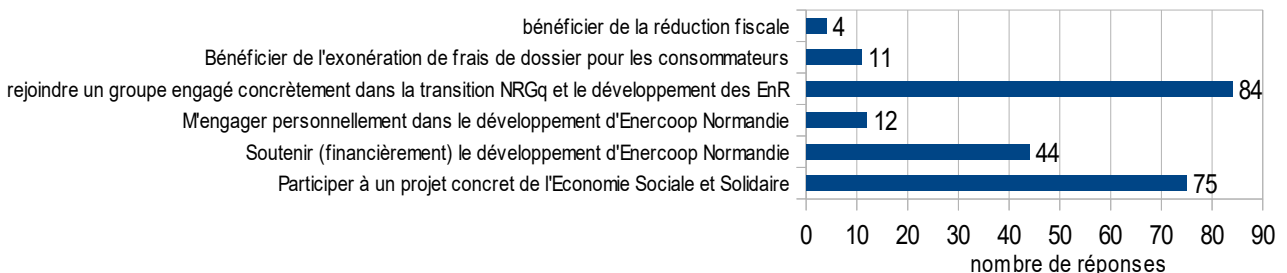 bénéficier de la réduction fiscale 4
Bénéficier de l'exonération de frais de dossier pour les consommateurs 11
rejoindre un groupe engagé concrètement dans la transition NRGq et le développement des EnR 84
M'engager personnellement dans le développement d'Enercoop Normandie 12
Soutenir (financièrement) le développement d'Enercoop Normandie 44
Participer à un projet concret de l'Economie Sociale et Solidaire 75
0 10 20 30 40 50 60 70 80 90
nombre de réponses